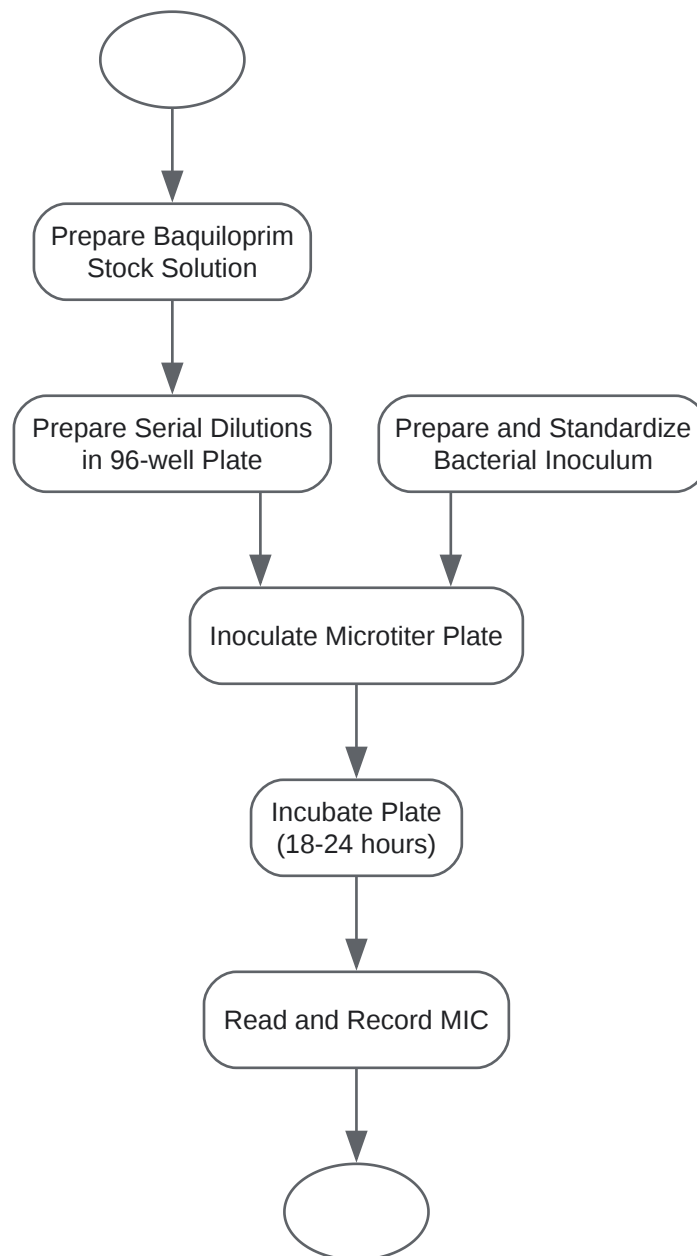 Prepare Baquiloprim
Stock Solution
Prepare Serial Dilutions
in 96-well Plate
Prepare and Standardize
Bacterial Inoculum
Inoculate Microtiter Plate
Incubate Plate
(18-24 hours)
Read and Record MIC